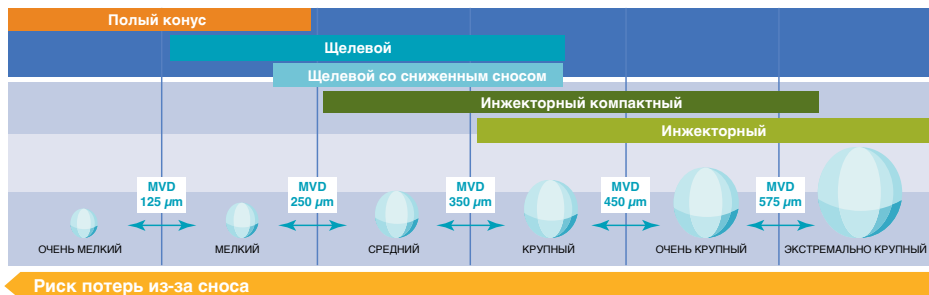 Полый конус
Щелевой
Щелевой со сниженным сносом
Инжекторный компактный
Инжекторный
MVD
125 µm
MVD
250 µm
MVD
350 µm
MVD
450 µm
MVD
575 µm
ОЧЕНЬ МЕЛКИЙ
МЕЛКИЙ
СРЕДНИЙ
КРУПНЫЙ
ОЧЕНЬ КРУПНЫЙ
ЭКСТРЕМАЛЬНО КРУПНЫЙ
Риск потерь из-за сноса